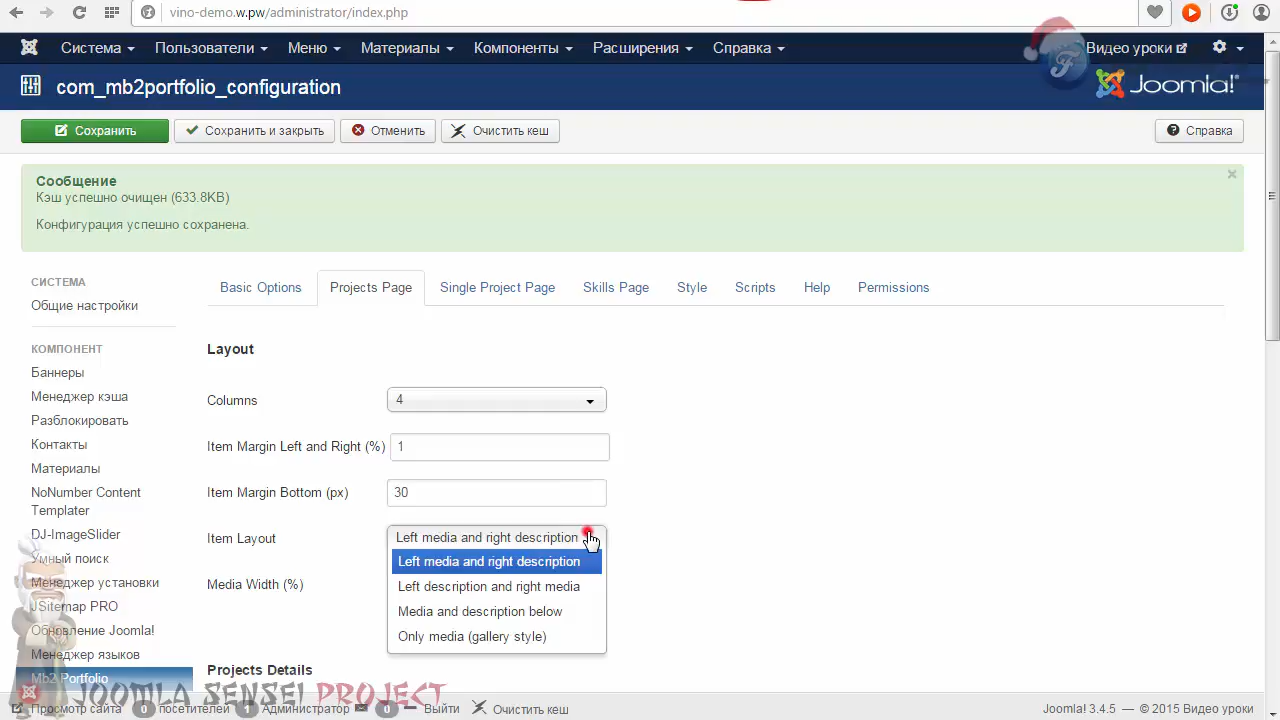 vino-demo.w.pw/administrator/index.php
Система Пользователи Меню Материалы Компоненты Расширения Справка Видео уроки
com_mb2portfolio_configuration
Joomla!®
Сохранить Сохранить и закрыть Отменить Очистить кеш Справка
Сообщение
Кэш успешно очищен (633.8KB)
Конфигурация успешно сохранена.
СИСТЕМА
Общие настройки
КОМПОНЕНТ
Баннеры
Менеджер кэша
Разблокировать
Контакты
Материалы
NoNumber Content
Templater
DJ-ImageSlider
Умный поиск
Менеджер установки
JSitemap PRO
Обновление Joomla!
Менеджер языков
Mb2 Portfolio
Basic Options Projects Page Single Project Page Skills Page Style Scripts Help Permissions
Layout
Columns 4
Item Margin Left and Right (%) 1
Item Margin Bottom (px) 30
Item Layout Left media and right description
Left media and right description
Left description and right media
Media and description below
Only media (gallery style)
Media Width (%)
Projects Details
JOOMLA SENSEI PROJECT
Просмотр сайта 0 посетителей 1 Администратор 0 Выйти Очистить кеш
Joomla! 3.4.5 — © 2015 Видео уроки